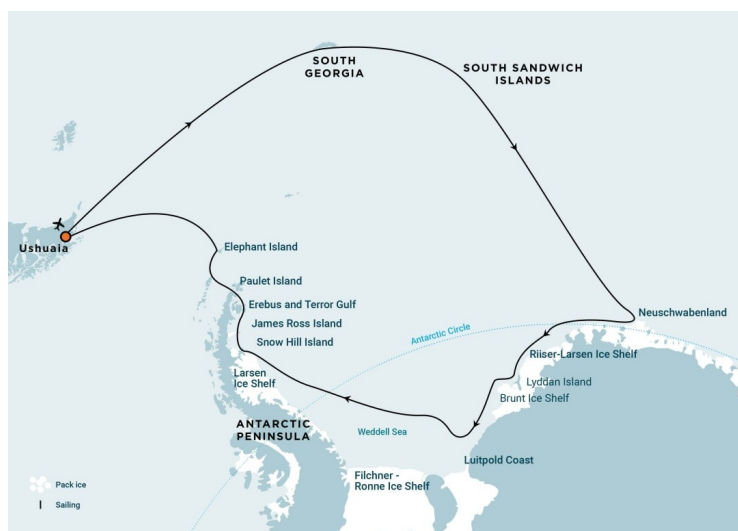 SOUTH
GEORGIA
SOUTH SANDWICH
ISLANDS
Ushuaia
Elephant Island
Paulet Island
Erebus and Terror Gulf
James Ross Island
Snow Hill Island
Neuschwabenland
Antarctic Circle
Riiser-Larsen Ice Shelf
Lyddan Island
Brunt Ice Shelf
Larsen
Ice Shelf
ANTARCTIC
PENINSULA
Weddell Sea
Luitpold Coast
Filchner -
Ronne Ice Shelf
Pack ice
Sailing